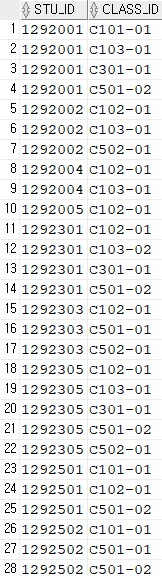 STU_ID CLASS_ID
1 1292001 C101-01
2 1292001 C103-01
3 1292001 C301-01
4 1292001 C501-02
5 1292002 C102-01
6 1292002 C103-01
7 1292002 C502-01
8 1292004 C102-01
9 1292004 C103-01
10 1292005 C102-01
11 1292301 C102-01
12 1292301 C103-02
13 1292301 C301-01
14 1292301 C501-02
15 1292303 C102-01
16 1292303 C501-01
17 1292303 C502-01
18 1292305 C102-01
19 1292305 C103-01
20 1292305 C301-01
21 1292305 C501-02
22 1292305 C502-01
23 1292501 C101-01
24 1292501 C102-01
25 1292501 C501-02
26 1292502 C101-01
27 1292502 C501-01
28 1292502 C501-02